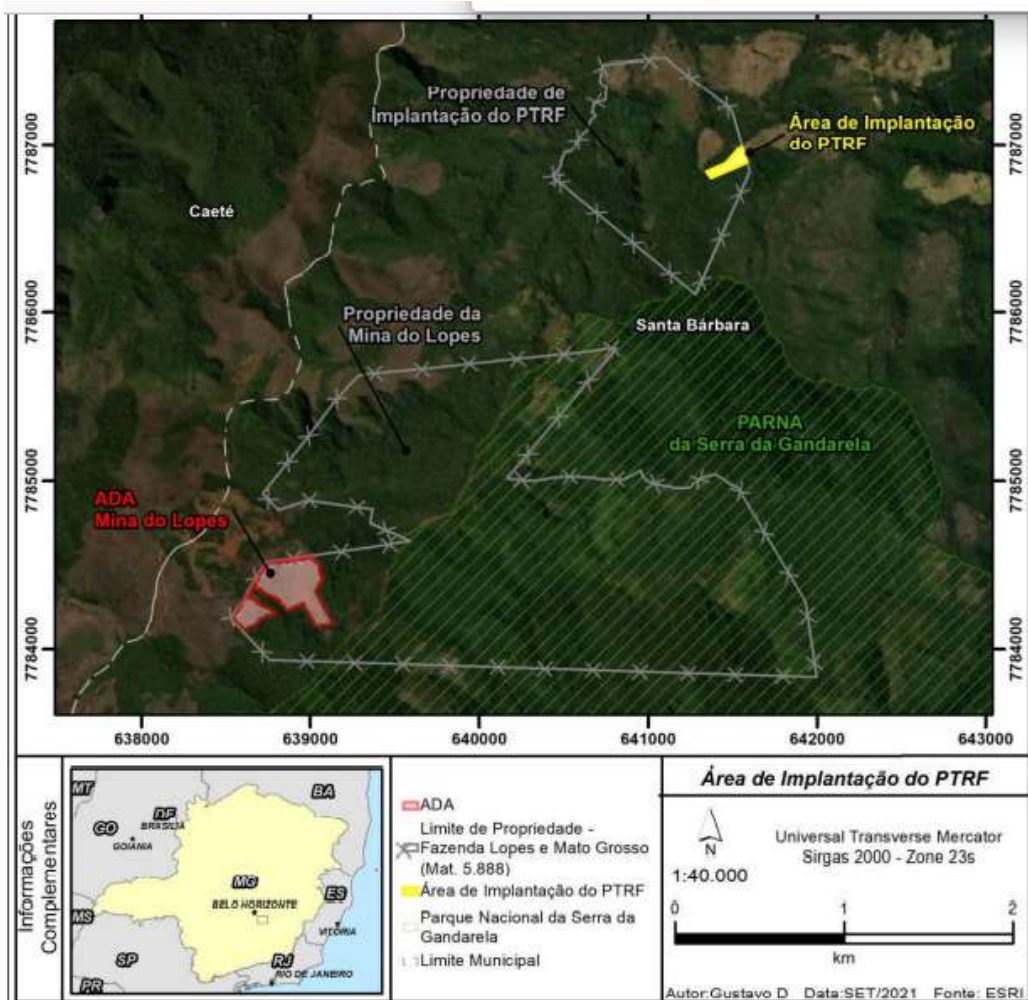 Propriedade de
Implantação do PTRF
Área de Implantação
do PTRF
Caeté
Propriedade da
Mina do Lopes
Santa Bárbara
PARNA
da Serra da Gandarela
ADA
Mina do Lopes
7787000
7786000
7785000
7784000
7787000
7786000
7785000
7784000
638000
639000
640000
641000
642000
643000
Informações
Complementares
MT
BA
DF
BRASÍLIA
GO
GOIÂNIA
MG
BELO HORIZONTE
ES
VITÓRIA
MS
SP
RJ
RIO DE JANEIRO
PR
ADA
Limite de Propriedade -
Fazenda Lopes e Mato Grosso
(Mat. 5.888)
Área de Implantação do PTRF
Parque Nacional da Serra da
Gandarela
Limite Municipal
Área de Implantação do PTRF
N
1:40.000
Universal Transverse Mercator
Sirgas 2000 - Zone 23s
0 1 2
km
Autor:Gustavo D Data:SET/2021 Fonte: ESRI